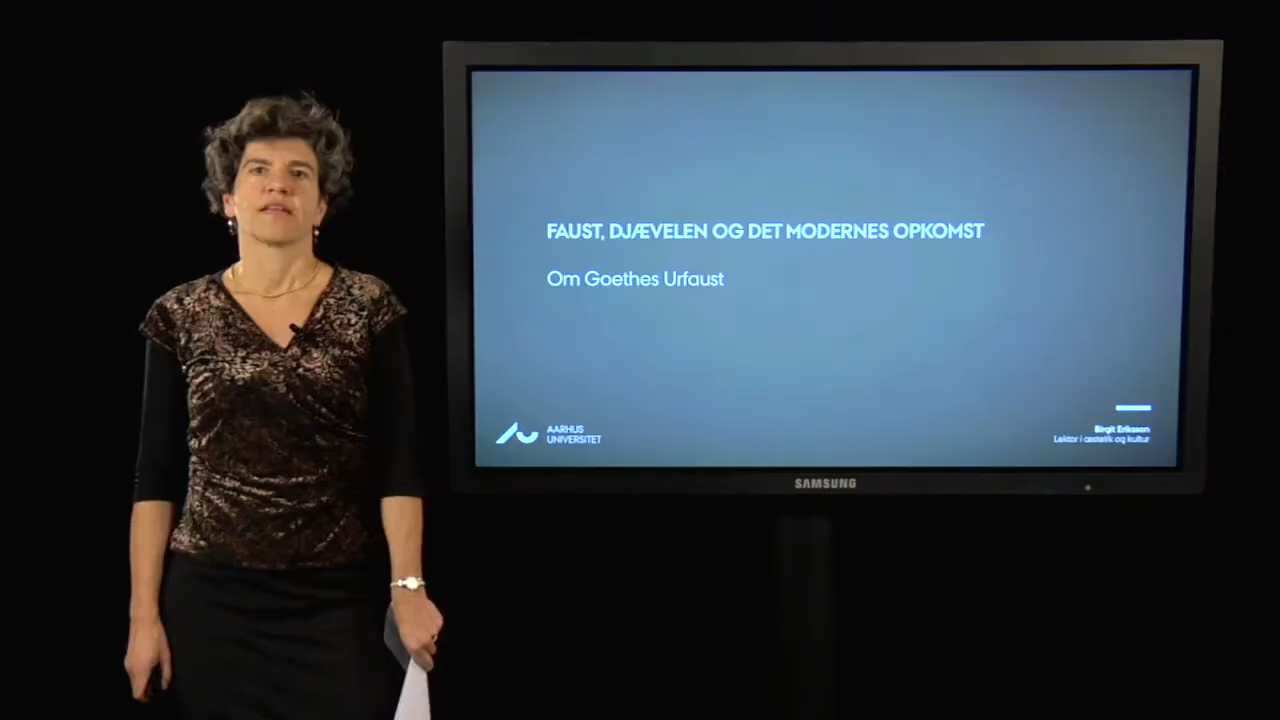 FAUST, DJÆVELEN OG DET MODERNES OPKOMST
Om Goethes Urfaust
AARHUS
UNIVERSITET
Birgit Eriksson
Lektor i æstetik og kultur
SAMSUNG